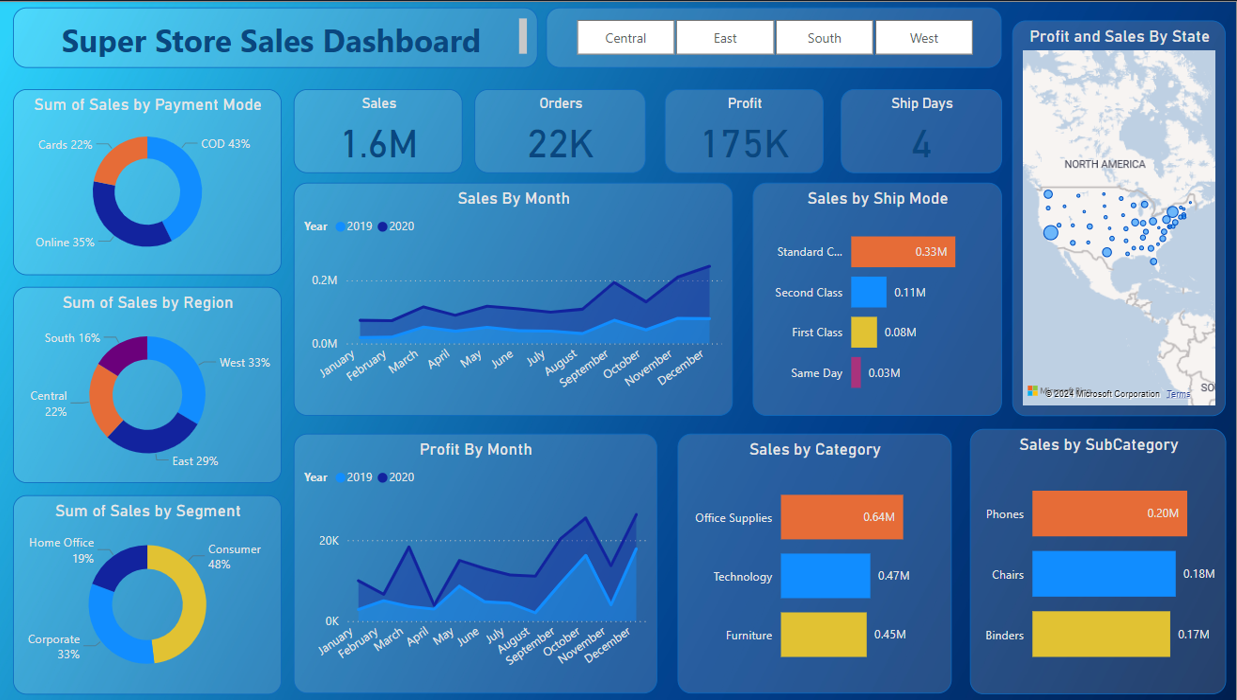 Super Store Sales Dashboard
Central
East
South
West
Profit and Sales By State
NORTH AMERICA
SO
© 2024 Microsoft Corporation Terms
Sum of Sales by Payment Mode
Cards 22%
COD 43%
Online 35%
Sales
1.6M
Orders
22K
Profit
175K
Ship Days
4
Sales By Month
Year 2019 2020
0.2M
0.0M
January
February
March
April
May
June
July
August
September
October
November
December
Sales by Ship Mode
Standard C... 0.33M
Second Class 0.11M
First Class 0.08M
Same Day 0.03M
Sum of Sales by Region
South 16%
West 33%
Central
22%
East 29%
Profit By Month
Year 2019 2020
20K
0K
January
February
March
April
May
June
July
August
September
October
November
December
Sales by Category
Office Supplies 0.64M
Technology 0.47M
Furniture 0.45M
Sales by SubCategory
Phones 0.20M
Chairs 0.18M
Binders 0.17M
Sum of Sales by Segment
Home Office
19%
Consumer
48%
Corporate
33%